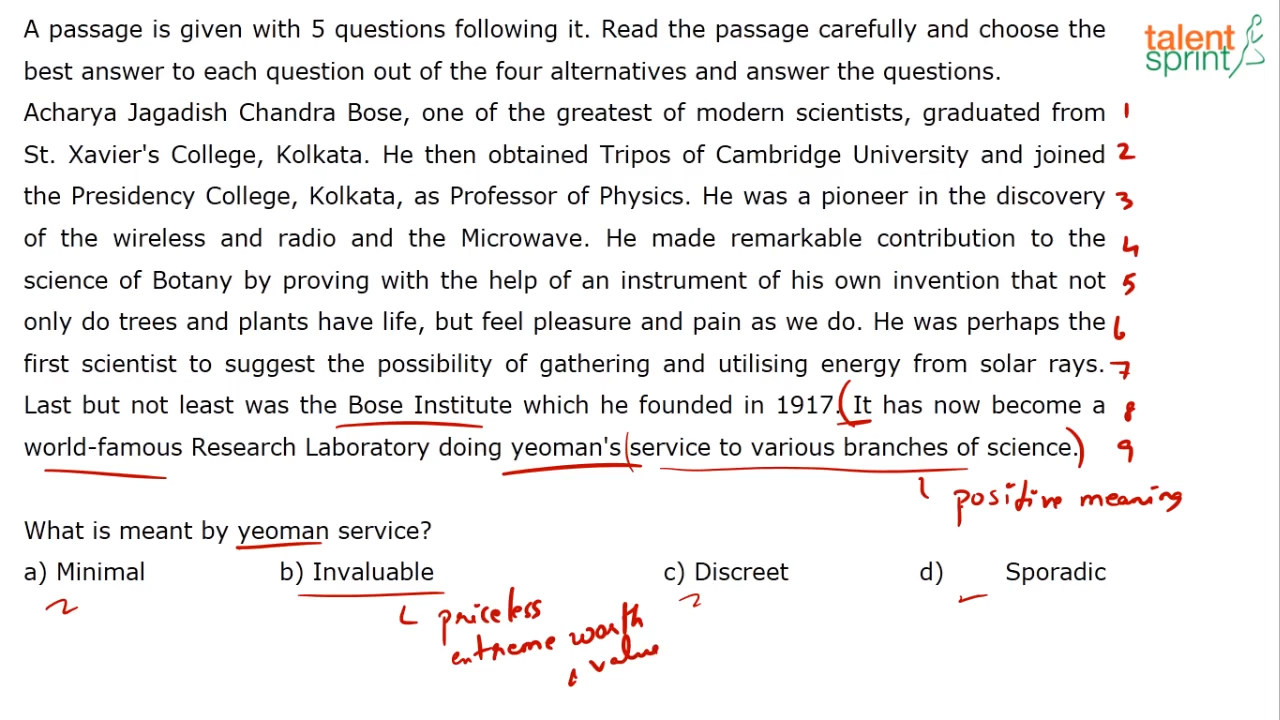 A passage is given with 5 questions following it. Read the passage carefully and choose the
best answer to each question out of the four alternatives and answer the questions.
talent
sprint
Acharya Jagadish Chandra Bose, one of the greatest of modern scientists, graduated from 1
St. Xavier's College, Kolkata. He then obtained Tripos of Cambridge University and joined 2
the Presidency College, Kolkata, as Professor of Physics. He was a pioneer in the discovery 3
of the wireless and radio and the Microwave. He made remarkable contribution to the 4
science of Botany by proving with the help of an instrument of his own invention that not 5
only do trees and plants have life, but feel pleasure and pain as we do. He was perhaps the 6
first scientist to suggest the possibility of gathering and utilising energy from solar rays. 7
Last but not least was the Bose Institute which he founded in 1917. (It has now become a 8
world-famous Research Laboratory doing yeoman's (service to various branches of science.) 9
positive meaning
What is meant by yeoman service?
a) Minimal b) Invaluable c) Discreet d) Sporadic
priceless
extreme worth
value